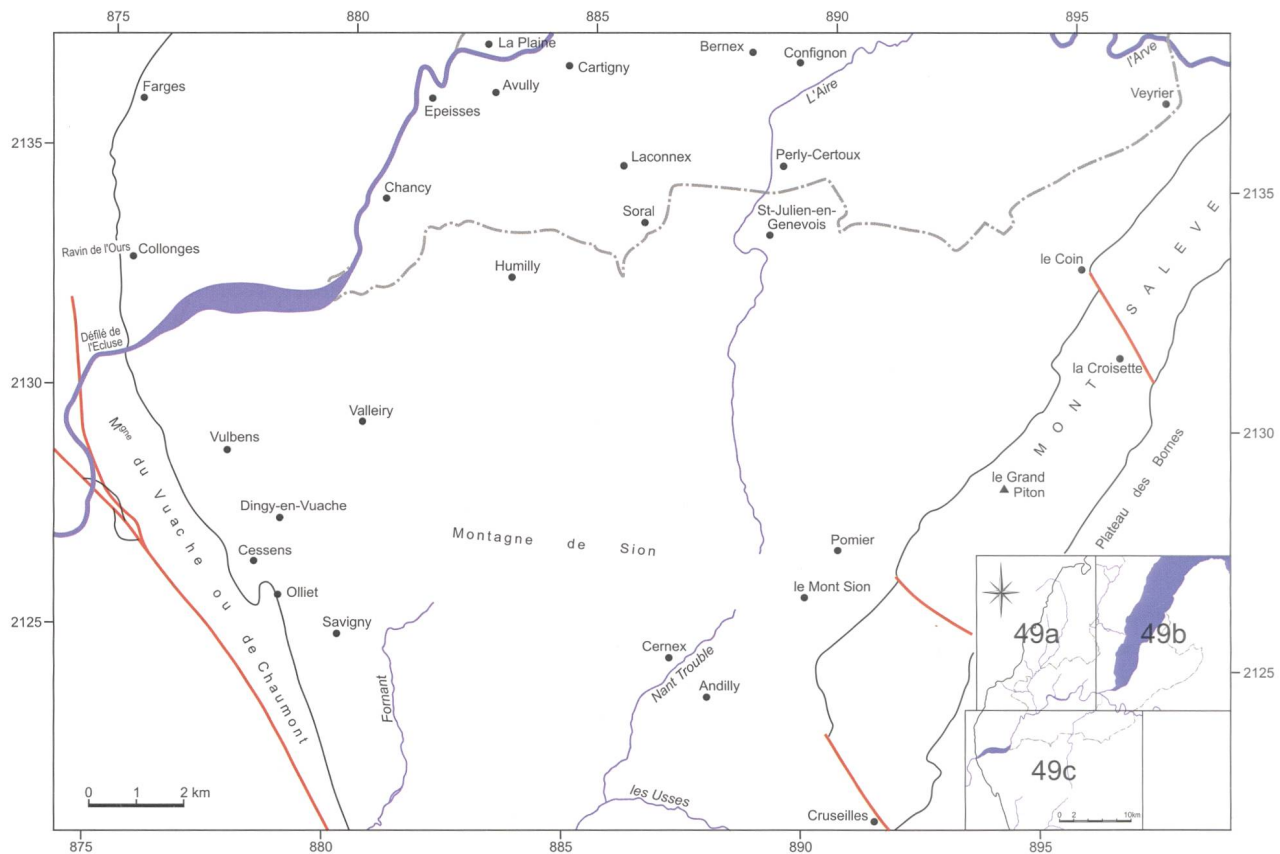 875 880 885 890 895
La Plaine
Bernex
Confignon
l'Arve
Cartigny
Farges
Avully
Epeisses
L'Aire
Veyrier
2135
Laconnex
Perly-Certoux
Chancy
2135
Soral
St-Julien-en-
Genevois
Ravin de l'Ours
Collonges
Humilly
le Coin
MONT SALEVE
Défilé de
l'Ecluse
la Croisette
2130
Mgne du Vuache ou de Chaumont
Valleiry
Vulbens
2130
le Grand
Piton
Plateau des Bornes
Dingy-en-Vuache
Montagne de Sion
Pomier
Cessens
Olliet
le Mont Sion
2125
Savigny
49a
49b
Cernex
Nant Trouble
Andilly
2125
Fornant
49c
0 1 2 km
les Usses
Cruseilles
0 2 10km
875 880 885 890 895